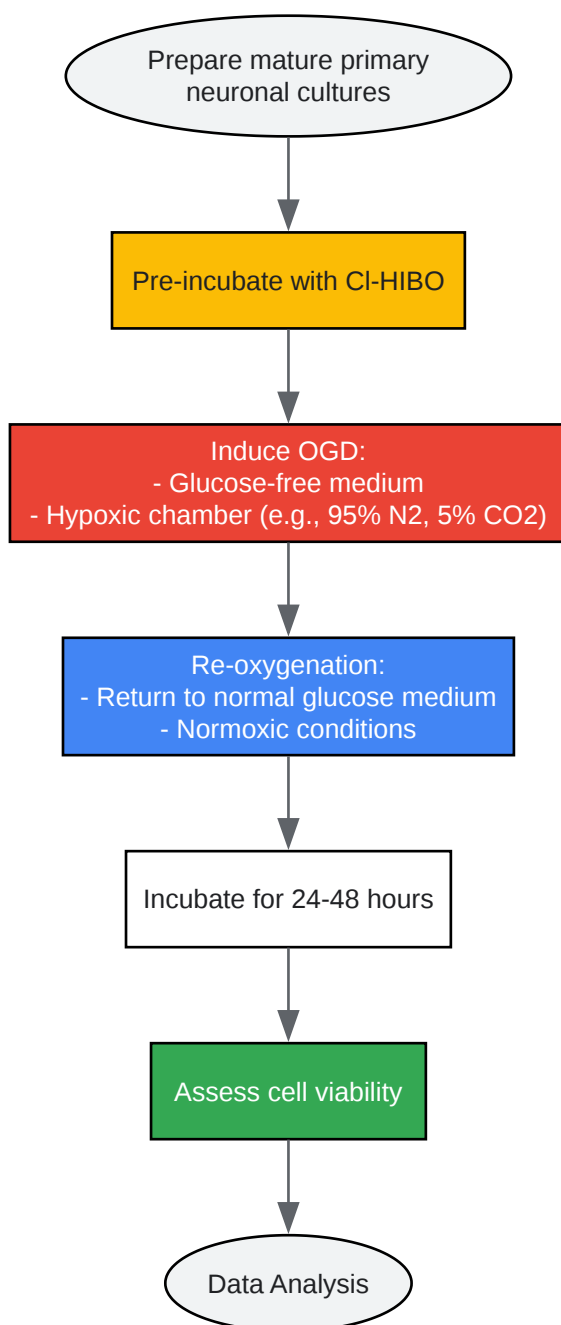 Prepare mature primary
neuronal cultures
Pre-incubate with Cl-HIBO
Induce OGD:
- Glucose-free medium
- Hypoxic chamber (e.g., 95% N2, 5% CO2)
Re-oxygenation:
- Return to normal glucose medium
- Normoxic conditions
Incubate for 24-48 hours
Assess cell viability
Data Analysis